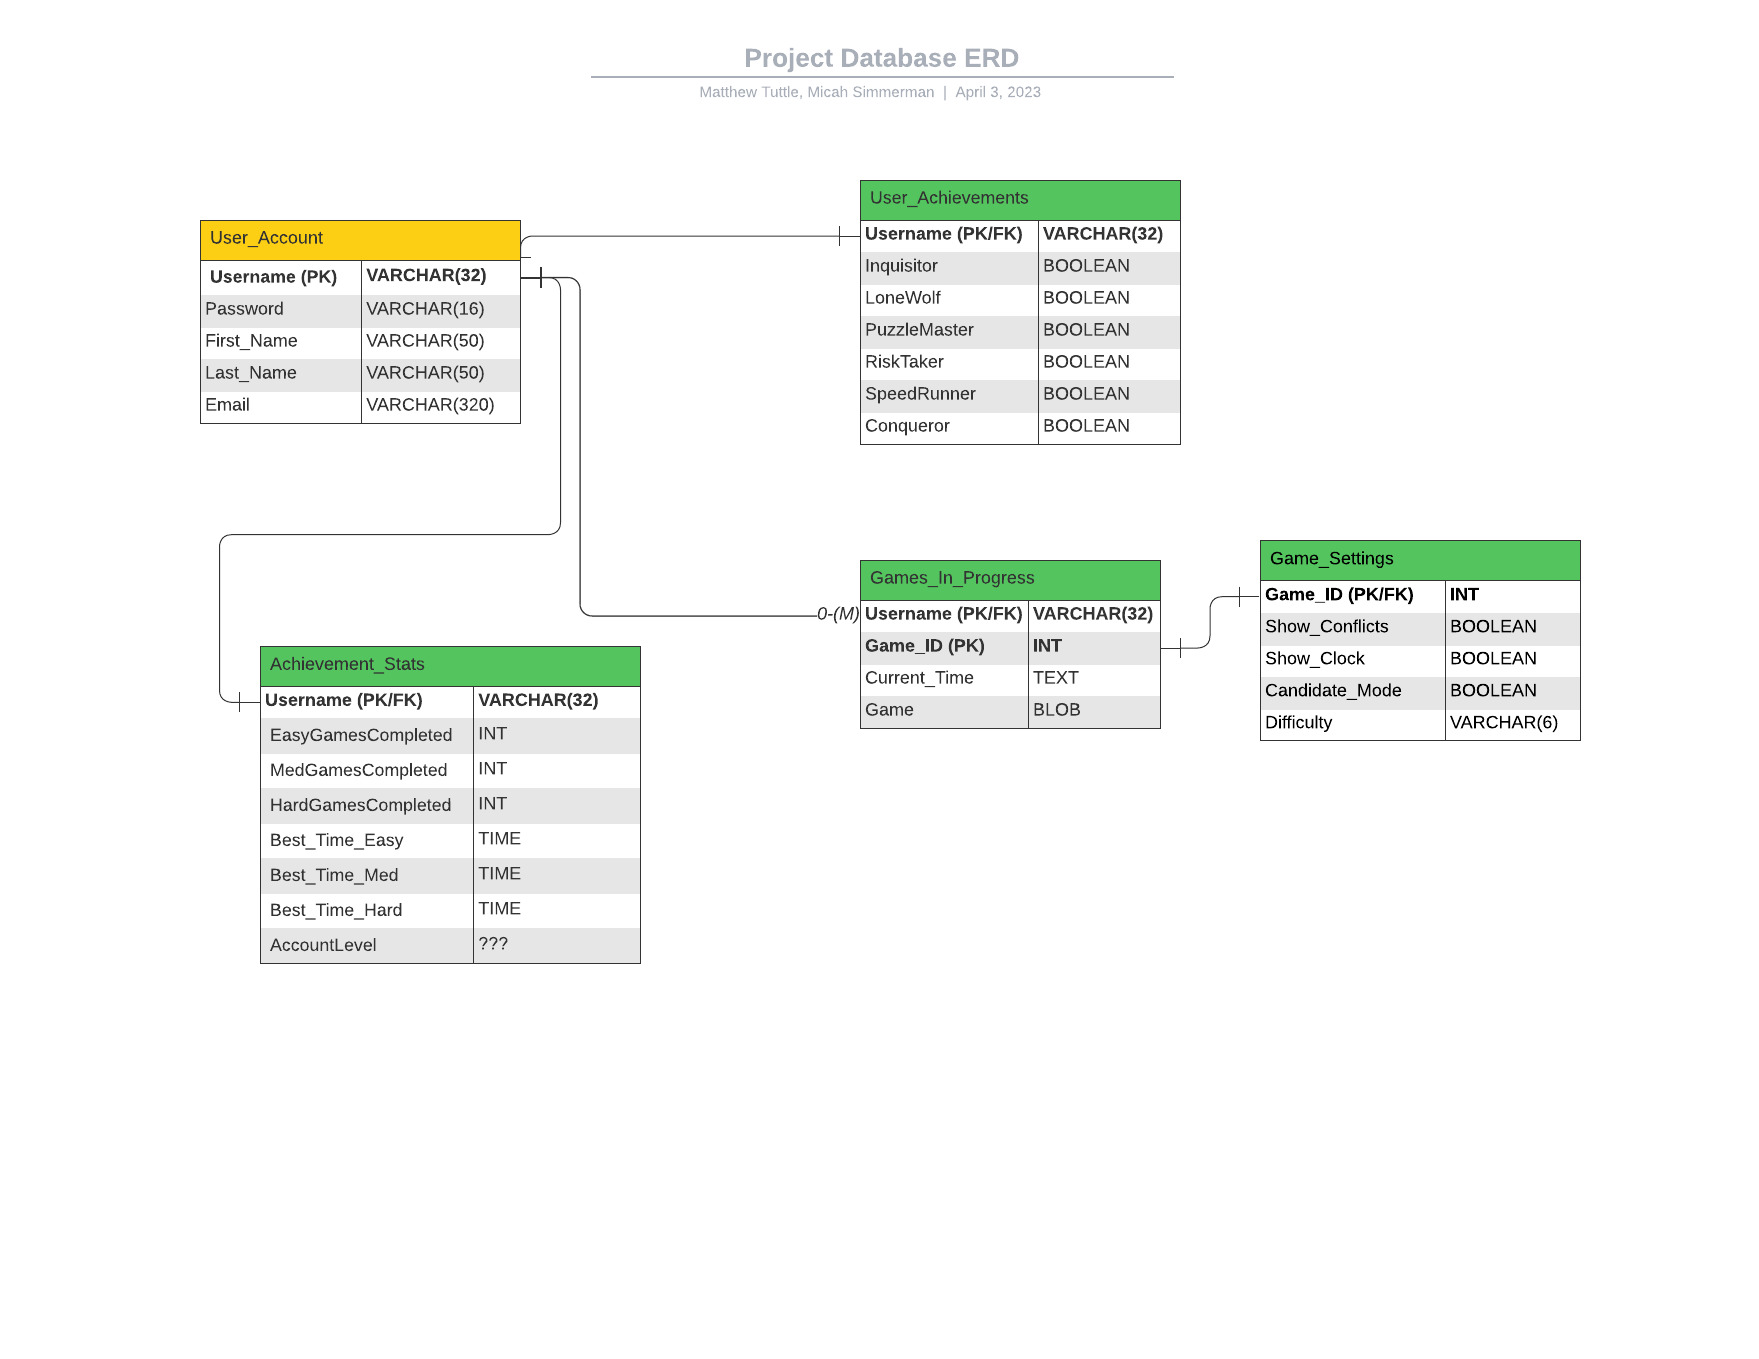 Project Database ERD
Matthew Tuttle, Micah Simmerman | April 3, 2023
User_Account
Username (PK) VARCHAR(32)
Password VARCHAR(16)
First_Name VARCHAR(50)
Last_Name VARCHAR(50)
Email VARCHAR(320)
User_Achievements
Username (PK/FK) VARCHAR(32)
Inquisitor BOOLEAN
LoneWolf BOOLEAN
PuzzleMaster BOOLEAN
RiskTaker BOOLEAN
SpeedRunner BOOLEAN
Conqueror BOOLEAN
0-(M)
Games_In_Progress
Username (PK/FK) VARCHAR(32)
Game_ID (PK) INT
Current_Time TEXT
Game BLOB
Game_Settings
Game_ID (PK/FK) INT
Show_Conflicts BOOLEAN
Show_Clock BOOLEAN
Candidate_Mode BOOLEAN
Difficulty VARCHAR(6)
Achievement_Stats
Username (PK/FK) VARCHAR(32)
EasyGamesCompleted INT
MedGamesCompleted INT
HardGamesCompleted INT
Best_Time_Easy TIME
Best_Time_Med TIME
Best_Time_Hard TIME
AccountLevel ???